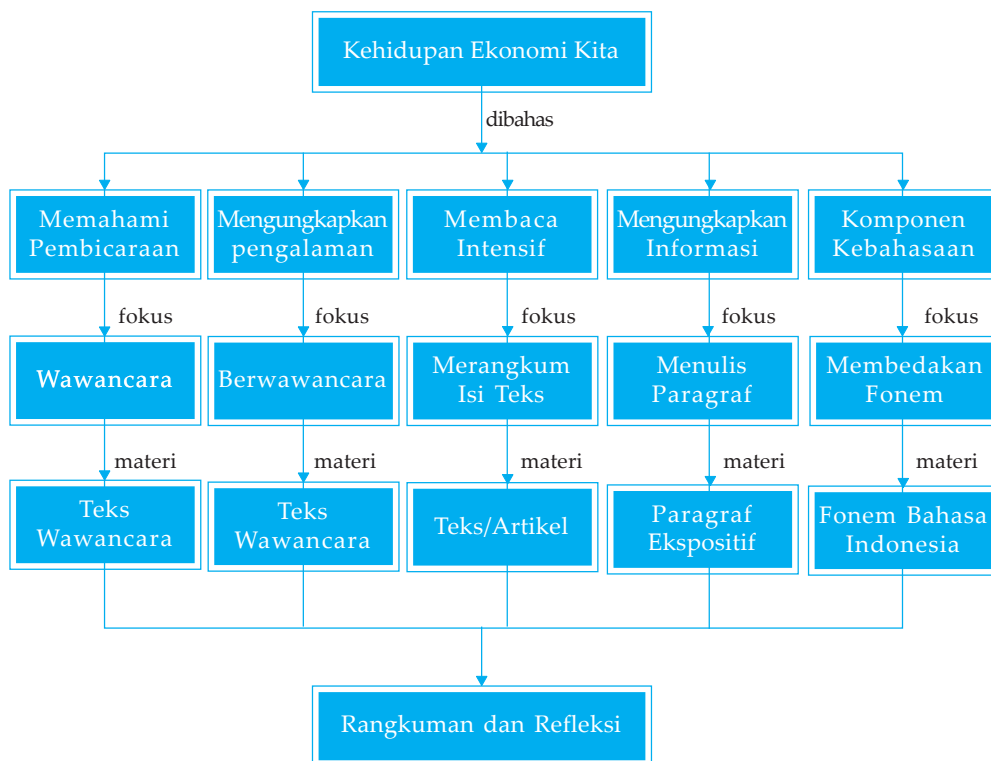 Kehidupan Ekonomi Kita
dibahas
Memahami
Pembicaraan
Mengungkapkan
pengalaman
Membaca
Intensif
Mengungkapkan
Informasi
Komponen
Kebahasaan
fokus
fokus
fokus
fokus
fokus
Wawancara
Berwawancara
Merangkum
Isi Teks
Menulis
Paragraf
Membedakan
Fonem
materi
materi
materi
materi
materi
Teks
Wawancara
Teks
Wawancara
Teks/Artikel
Paragraf
Ekspositif
Fonem Bahasa
Indonesia
Rangkuman dan Refleksi